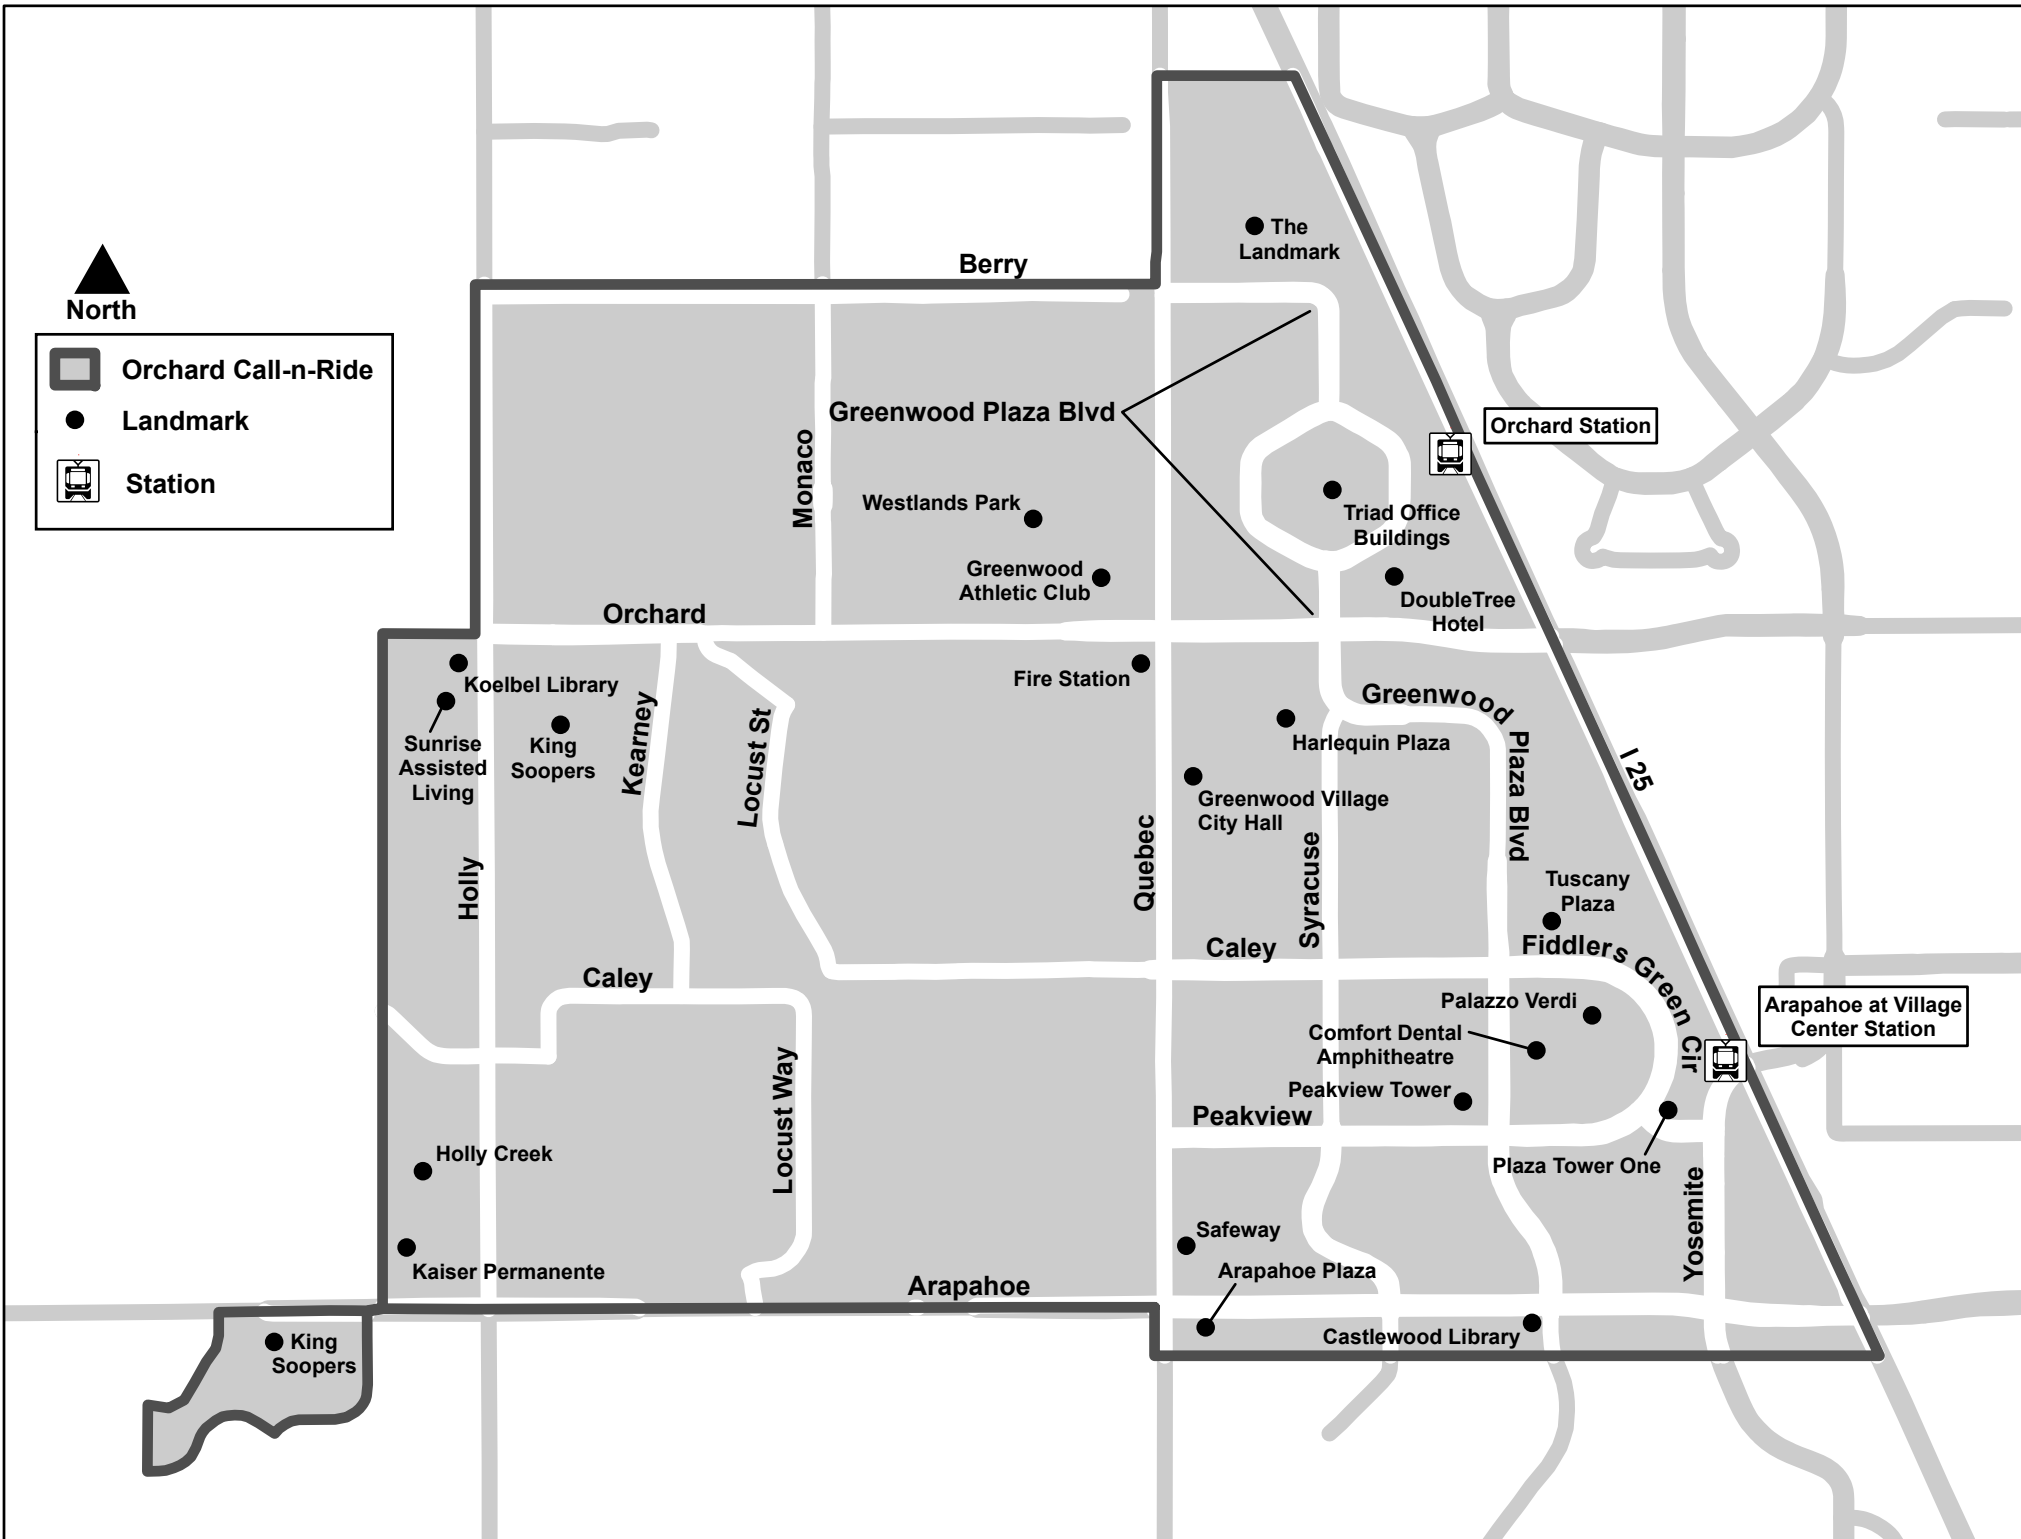 The
Landmark
Berry
North
Orchard Call-n-Ride
Landmark
Station
Greenwood Plaza Blvd
Orchard Station
Monaco
Westlands Park
Triad Office
Buildings
Greenwood
Athletic Club
DoubleTree
Hotel
Orchard
Koelbel Library
Fire Station
Greenwood
Plaza Blvd
Kearney
Locust St
Sunrise
Assisted
Living
King
Soopers
Harlequin Plaza
I 25
Greenwood Village
City Hall
Holly
Quebec
Syracuse
Tuscany
Plaza
Caley
Fiddlers Green Cir
Caley
Palazzo Verdi
Arapahoe at Village
Center Station
Comfort Dental
Amphitheatre
Peakview Tower
Peakview
Locust Way
Holly Creek
Plaza Tower One
Yosemite
Safeway
Kaiser Permanente
Arapahoe Plaza
Arapahoe
King
Soopers
Castlewood Library